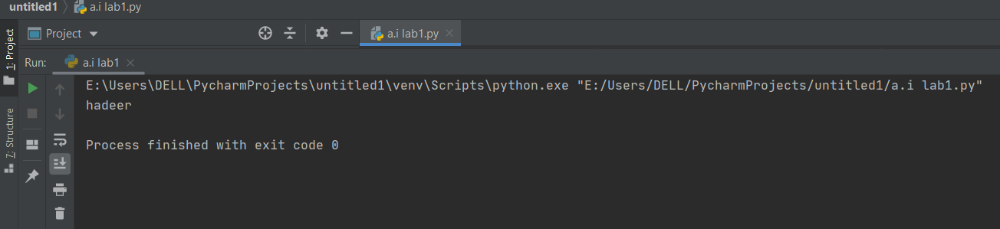 untitled1 〉 a.i lab1.py
1: Project
Project
a.i lab1.py
Run: a.i lab1
E:\Users\DELL\PycharmProjects\untitled1\venv\Scripts\python.exe "E:/Users/DELL/PycharmProjects/untitled1/a.i lab1.py"
hadeer
7: Structure
Process finished with exit code 0